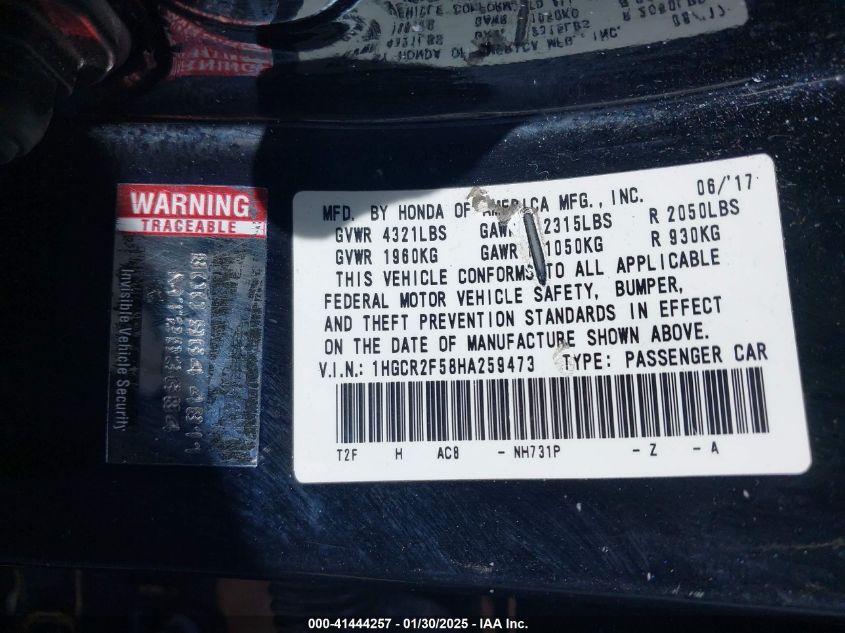 WARNING
TRACEABLE
Invisible Vehicle Security
MFD. BY HONDA OF AMERICA MFG., INC. 06/'17
GVWR 4321LBS GAW 2315LBS R 2050LBS
GVWR 1960KG GAWR 1050KG R 930KG
THIS VEHICLE CONFORMS TO ALL APPLICABLE
FEDERAL MOTOR VEHICLE SAFETY, BUMPER,
AND THEFT PREVENTION STANDARDS IN EFFECT
ON THE DATE OF MANUFACTURE SHOWN ABOVE.
V.I.N.: 1HGCR2F58HA259473 TYPE: PASSENGER CAR
T2F H AC8 - NH731P - Z - A
000-41444257 - 01/30/2025 - IAA Inc.